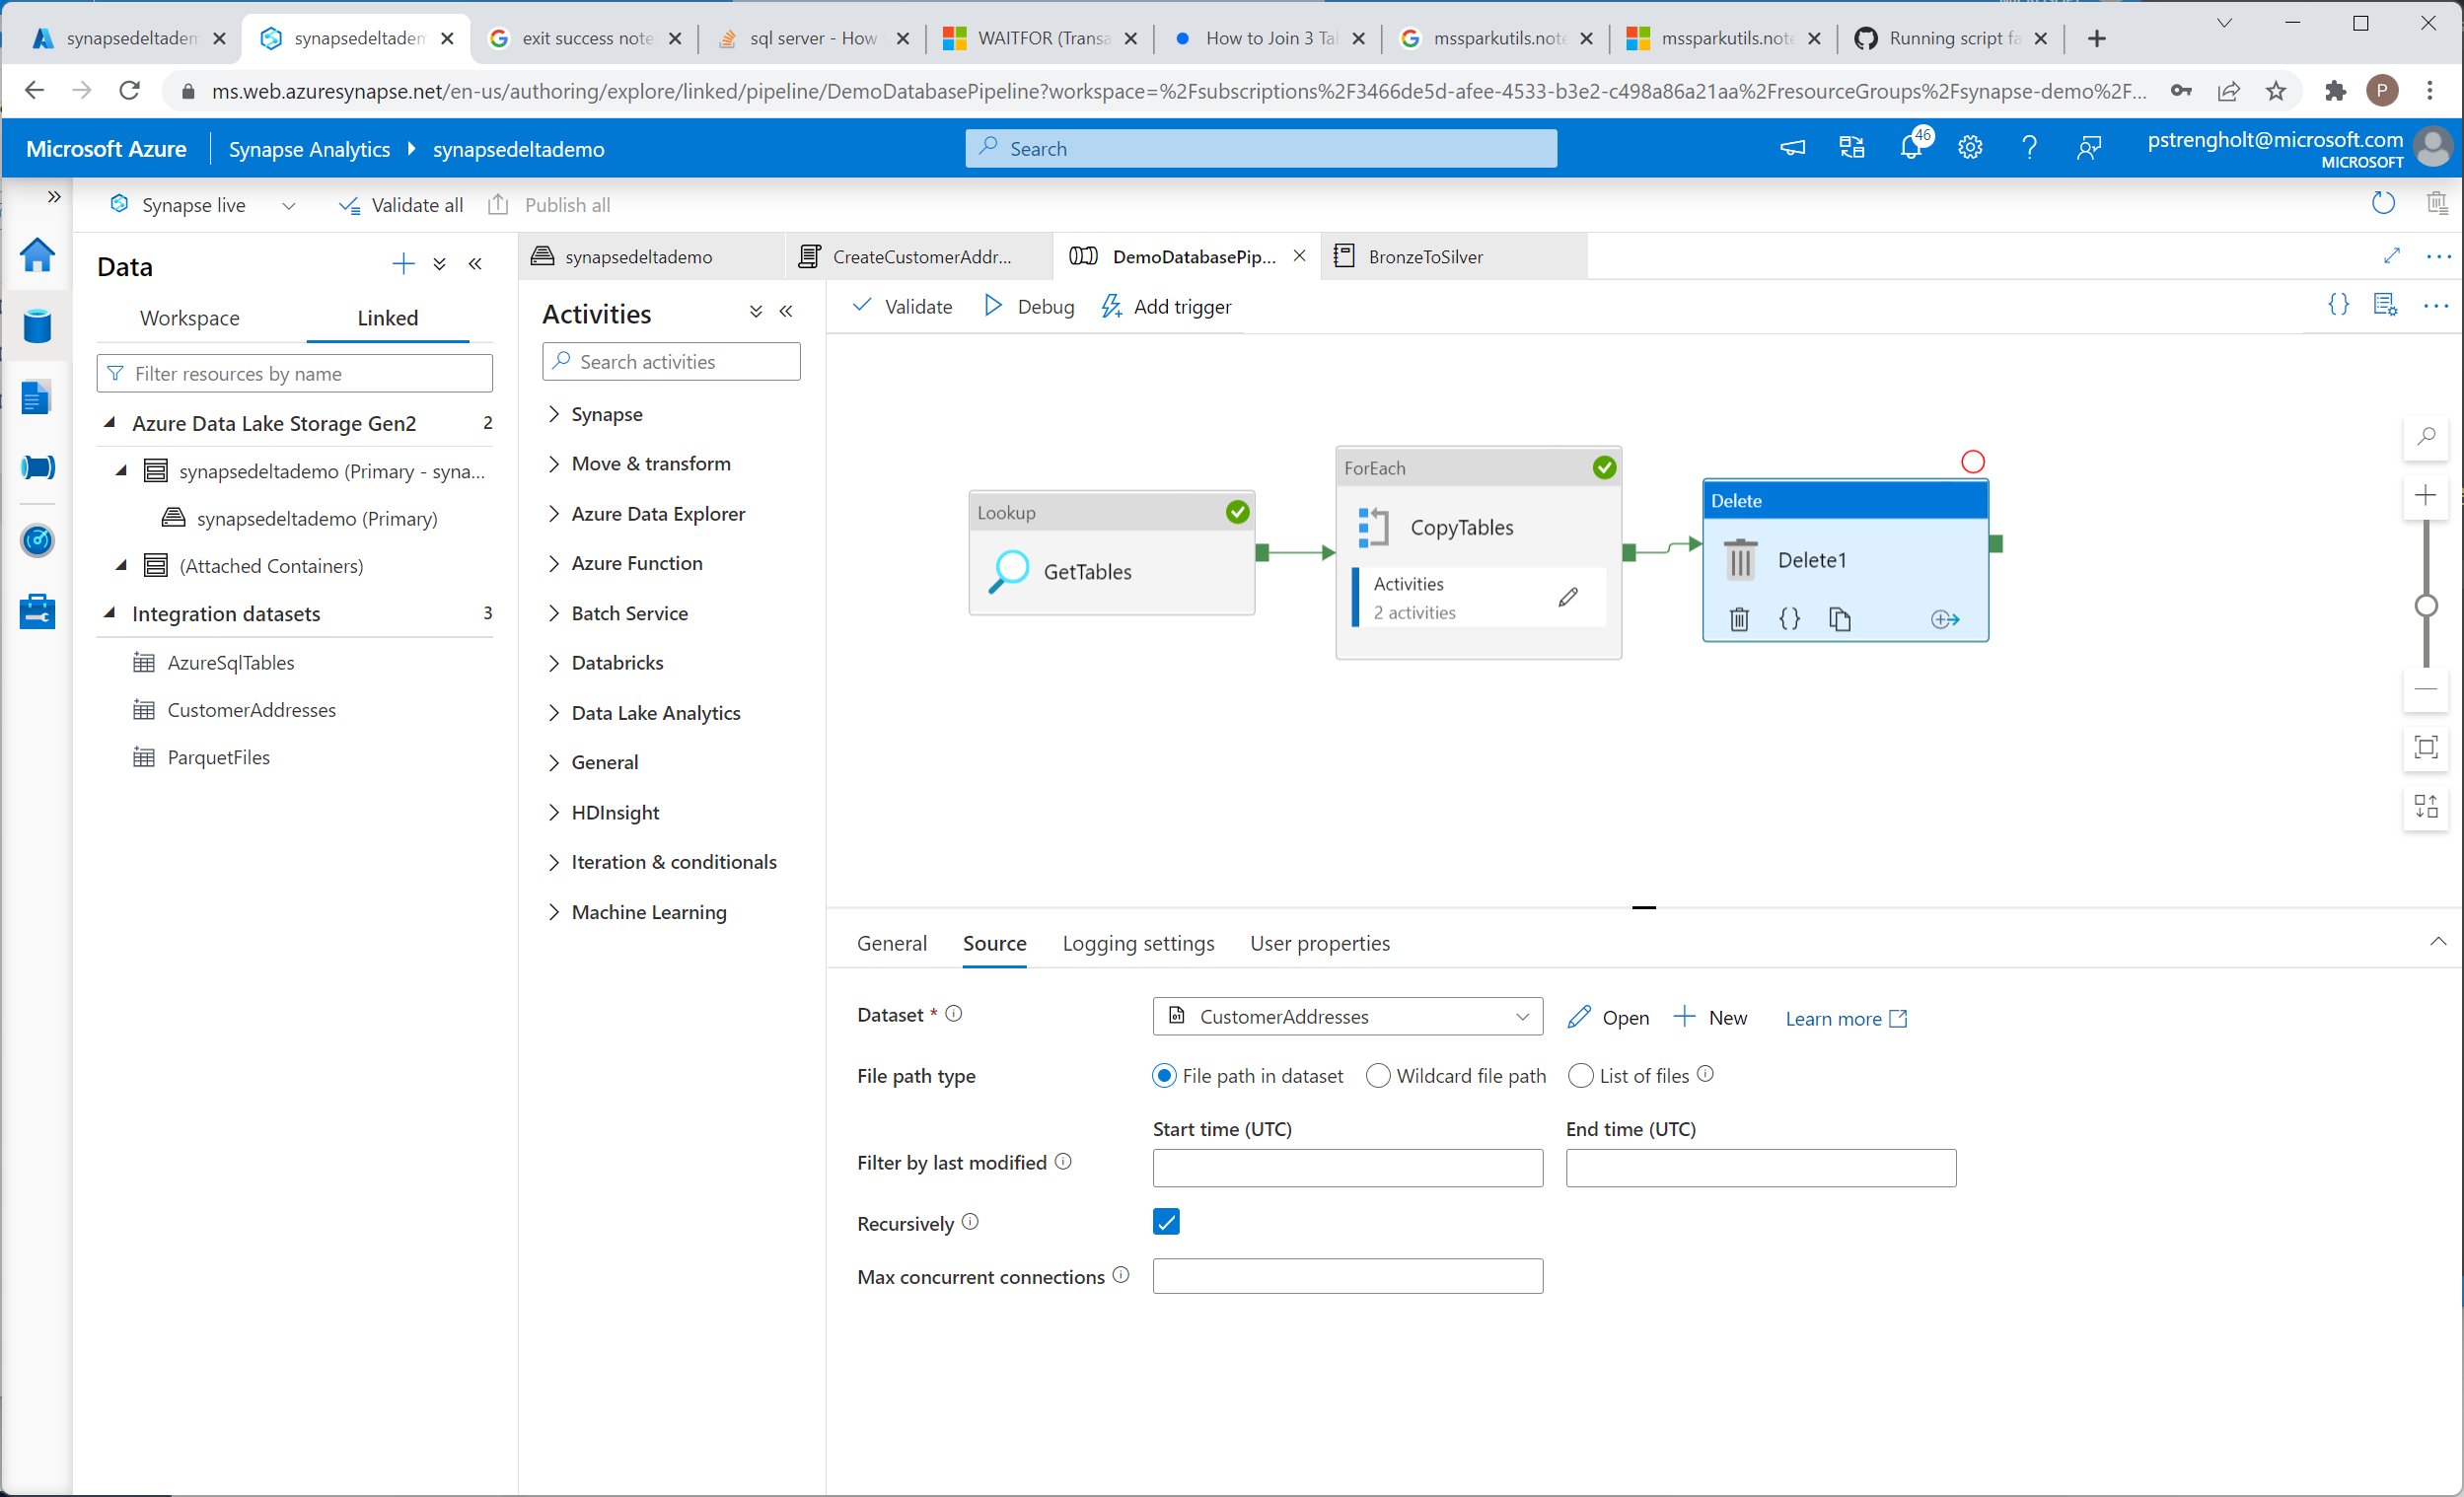 synapsedeltadem
synapsedeltadem
exit success note
sql server - How
WAITFOR (Transa
How to Join 3 Tab
mssparkutils.note
mssparkutils.note
Running script fa
ms.web.azuresynapse.net/en-us/authoring/explore/linked/pipeline/DemoDatabasePipeline?workspace=%2Fsubscriptions%2F3466de5d-afee-4533-b3e2-c498a86a21aa%2FresourceGroups%2Fsynapse-demo%2F...
P
Microsoft Azure
Synapse Analytics
synapsedeltademo
Search
46
pstrengholt@microsoft.com
MICROSOFT
Synapse live
Validate all
Publish all
Data
Workspace
Linked
Filter resources by name
Azure Data Lake Storage Gen2 2
synapsedeltademo (Primary - syna...
synapsedeltademo (Primary)
(Attached Containers)
Integration datasets 3
AzureSqlTables
CustomerAddresses
ParquetFiles
synapsedeltademo
CreateCustomerAddr...
DemoDatabasePip...
BronzeToSilver
Activities
Search activities
Synapse
Move & transform
Azure Data Explorer
Azure Function
Batch Service
Databricks
Data Lake Analytics
General
HDInsight
Iteration & conditionals
Machine Learning
Validate
Debug
Add trigger
Lookup
GetTables
ForEach
CopyTables
Activities
2 activities
Delete
Delete1
General
Source
Logging settings
User properties
Dataset *
CustomerAddresses
Open
New
Learn more
File path type
File path in dataset
Wildcard file path
List of files
Start time (UTC)
End time (UTC)
Filter by last modified
Recursively
Max concurrent connections